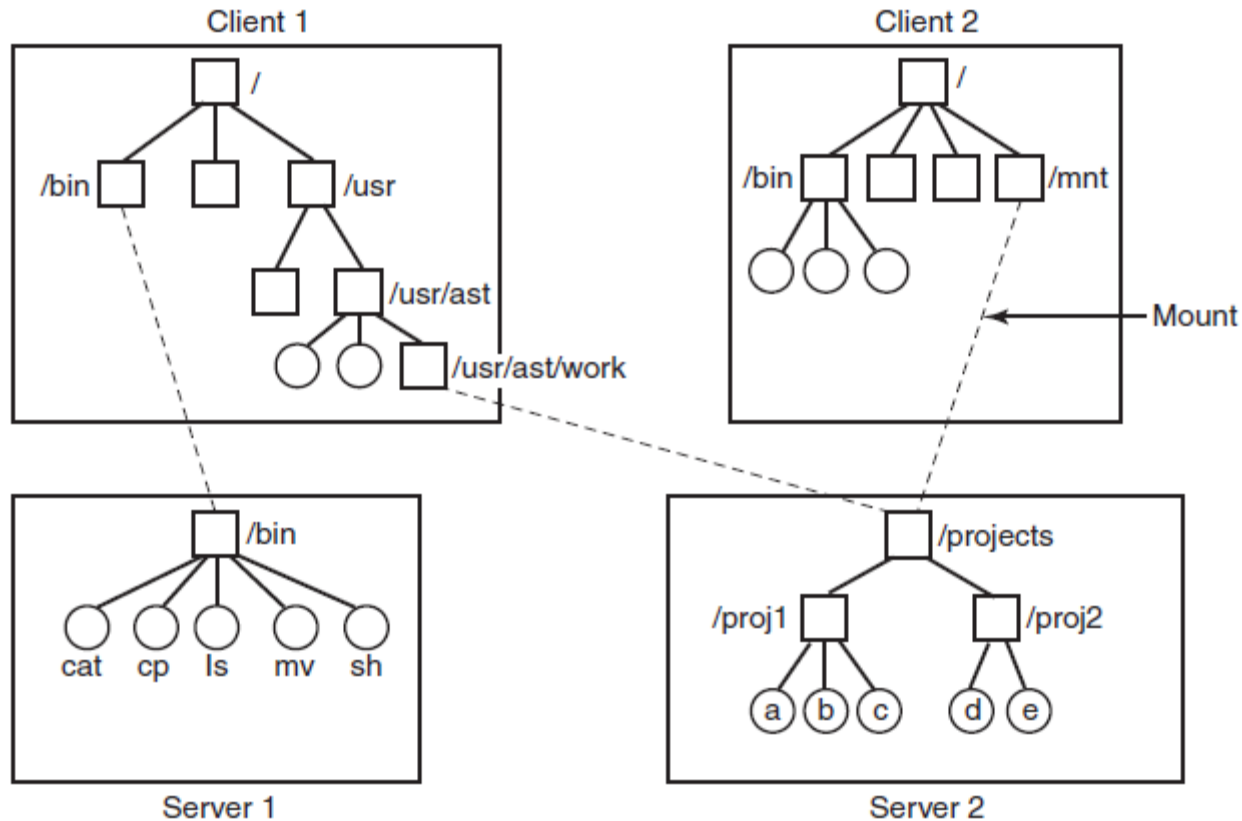 Client 1
Client 2
/
/
/bin
/usr
/bin
/mnt
/usr/ast
Mount
/usr/ast/work
/bin
/projects
/proj1
/proj2
cat cp ls mv sh
a b c d e
Server 1
Server 2